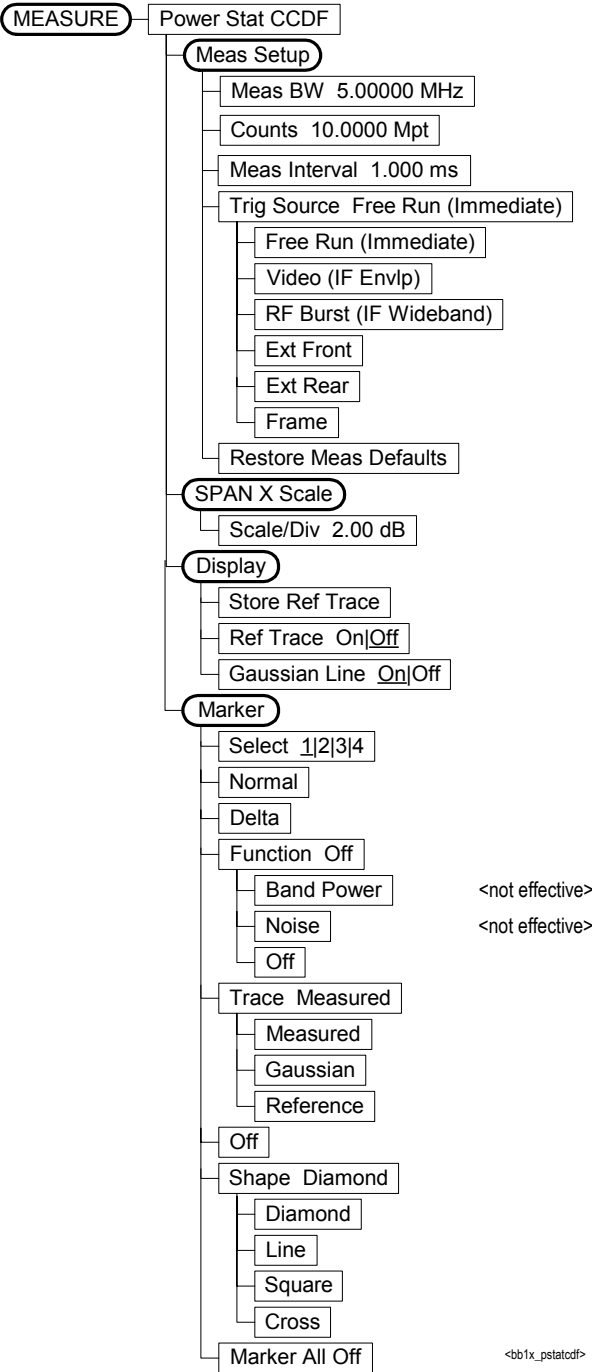 MEASURE Power Stat CCDF
Meas Setup
Meas BW 5.00000 MHz
Counts 10.0000 Mpt
Meas Interval 1.000 ms
Trig Source Free Run (Immediate)
Free Run (Immediate)
Video (IF Envlp)
RF Burst (IF Wideband)
Ext Front
Ext Rear
Frame
Restore Meas Defaults
SPAN X Scale
Scale/Div 2.00 dB
Display
Store Ref Trace
Ref Trace On|Off
Gaussian Line On|Off
Marker
Select 1|2|3|4
Normal
Delta
Function Off
Band Power <not effective>
Noise <not effective>
Off
Trace Measured
Measured
Gaussian
Reference
Off
Shape Diamond
Diamond
Line
Square
Cross
Marker All Off <bb1x_pstatcdf>